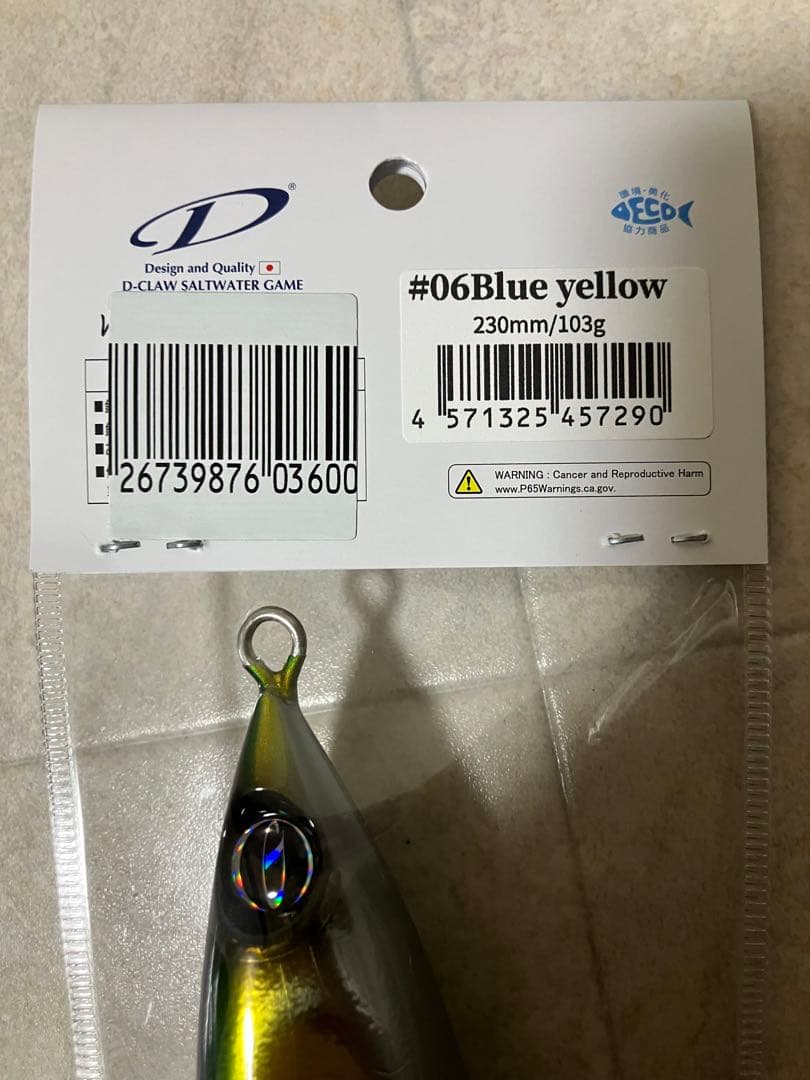 D®
Design and Quality
D-CLAW SALTWATER GAME
環境・美化
ECO
協力商品
#06Blue yellow
230mm/103g
4 571325 457290
26739876 03600
WARNING : Cancer and Reproductive Harm
www.P65Warnings.ca.gov.